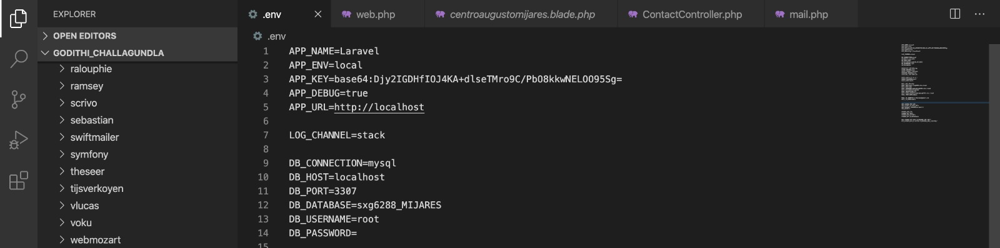 EXPLORER
OPEN EDITORS
GODITHI_CHALLAGUNDLA
ralouphie
ramsey
scrivo
sebastian
swiftmailer
symfony
theseer
tijsverkoyen
vlucas
voku
webmozart
.env
web.php
centroaugustomijares.blade.php
ContactController.php
mail.php
.env
1 APP_NAME=Laravel
2 APP_ENV=local
3 APP_KEY=base64:Djy2IGDHfIOJ4KA+dlseTMro9C/PbO8kkwNELOO95Sg=
4 APP_DEBUG=true
5 APP_URL=http://localhost
6
7 LOG_CHANNEL=stack
8
9 DB_CONNECTION=mysql
10 DB_HOST=localhost
11 DB_PORT=3307
12 DB_DATABASE=sxg6288_MIJARES
13 DB_USERNAME=root
14 DB_PASSWORD=
15